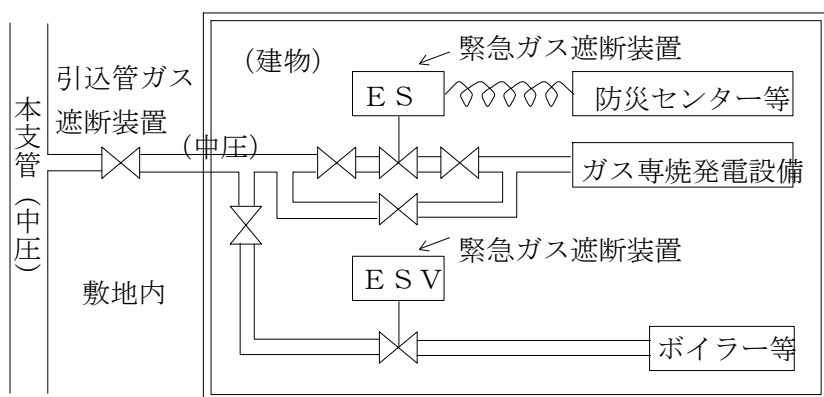 本支管（中圧）
引込管ガス
遮断装置
（中圧）
敷地内
（建物）
緊急ガス遮断装置
ＥＳ
防災センター等
ガス専焼発電設備
緊急ガス遮断装置
ＥＳＶ
ボイラー等